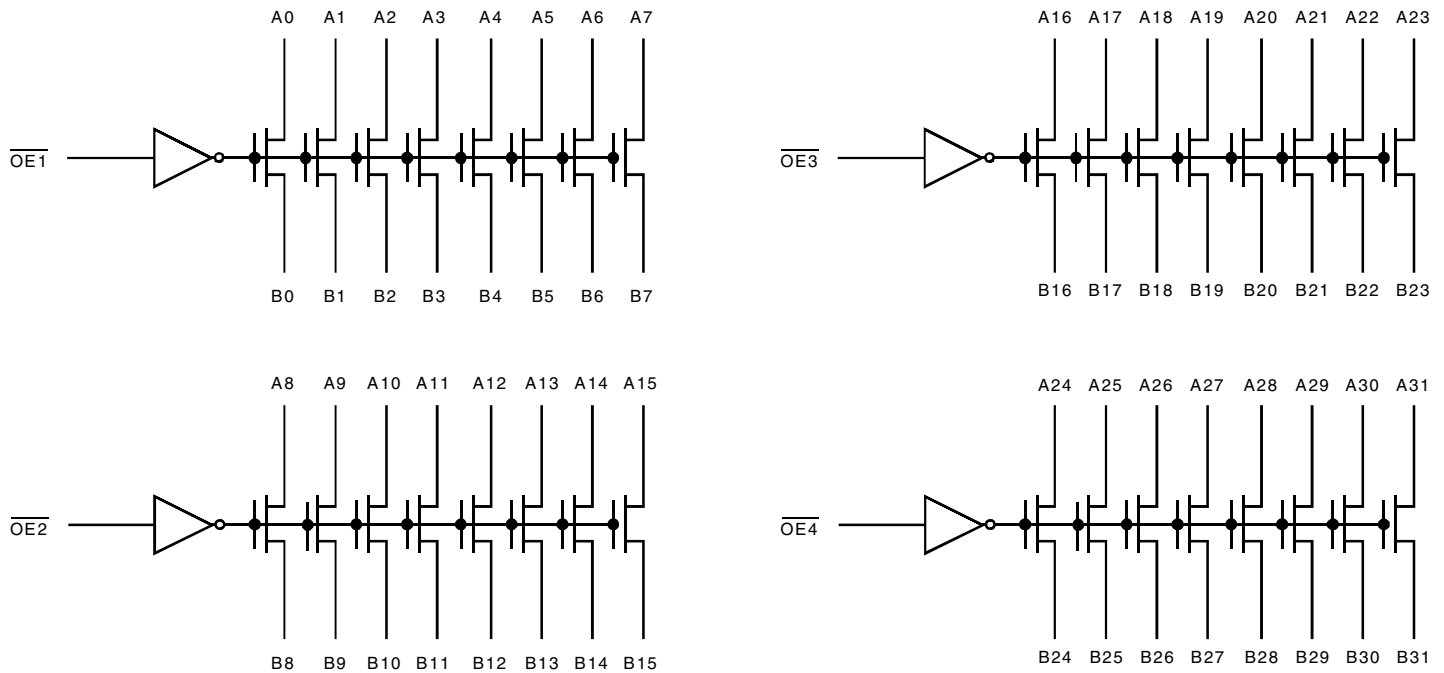 A0 A1 A2 A3 A4 A5 A6 A7
OE1
B0 B1 B2 B3 B4 B5 B6 B7
A16 A17 A18 A19 A20 A21 A22 A23
OE3
B16 B17 B18 B19 B20 B21 B22 B23
A8 A9 A10 A11 A12 A13 A14 A15
OE2
B8 B9 B10 B11 B12 B13 B14 B15
A24 A25 A26 A27 A28 A29 A30 A31
OE4
B24 B25 B26 B27 B28 B29 B30 B31